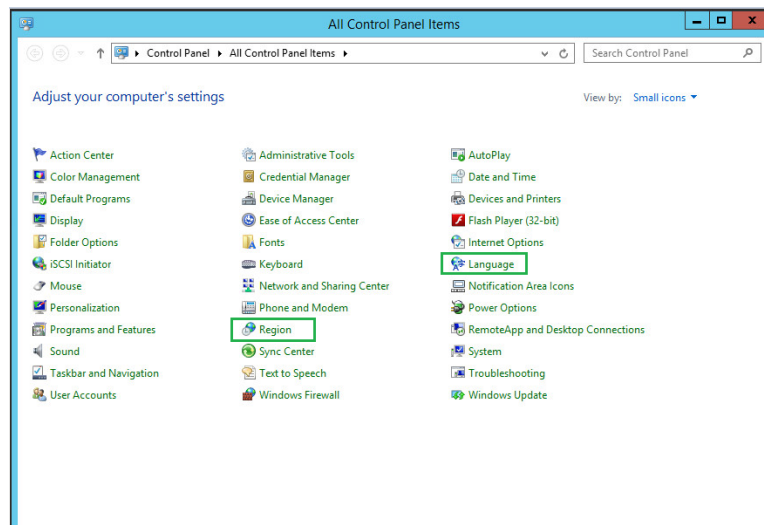 All Control Panel Items
Control Panel All Control Panel Items Search Control Panel
Adjust your computer's settings View by: Small icons
Action Center Administrative Tools AutoPlay
Color Management Credential Manager Date and Time
Default Programs Device Manager Devices and Printers
Display Ease of Access Center Flash Player (32-bit)
Folder Options Fonts Internet Options
iSCSI Initiator Keyboard Language
Mouse Network and Sharing Center Notification Area Icons
Personalization Phone and Modem Power Options
Programs and Features Region RemoteApp and Desktop Connections
Sound Sync Center System
Taskbar and Navigation Text to Speech Troubleshooting
User Accounts Windows Firewall Windows Update